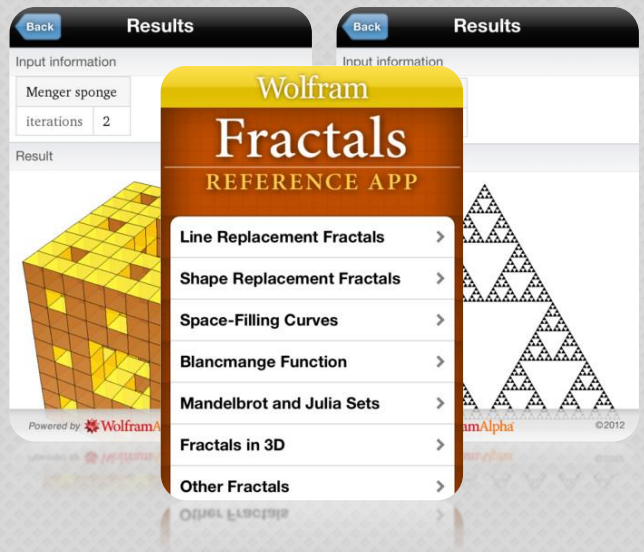 Back
Results
Input information
Menger sponge
iterations 2
Result
Powered by WolframA
Back
Results
Input information
amAlpha
©2012
Wolfram
Fractals
REFERENCE APP
Line Replacement Fractals
Shape Replacement Fractals
Space-Filling Curves
Blancmange Function
Mandelbrot and Julia Sets
Fractals in 3D
Other Fractals